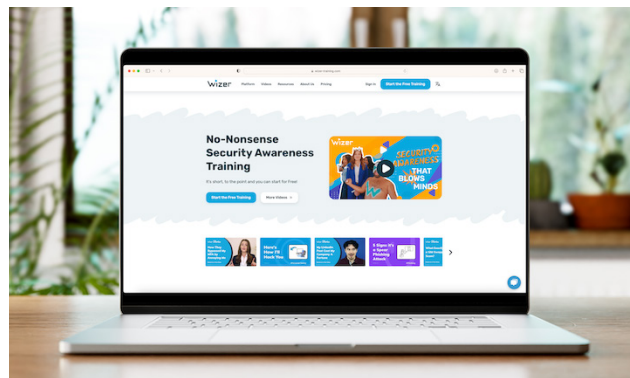 wizer
Platform Videos Resources About Us Pricing
Sign in
Start the Free Training
No-Nonsense
Security Awareness
Training
It's short, to the point and you can start for free!
Start the Free Training
More Videos
wizer
SECURITY
AWARENESS
THAT
BLOWS
MINDS
Here's
How I'll
Hack You
5 Signs It's
a Spear
Phishing
Attack